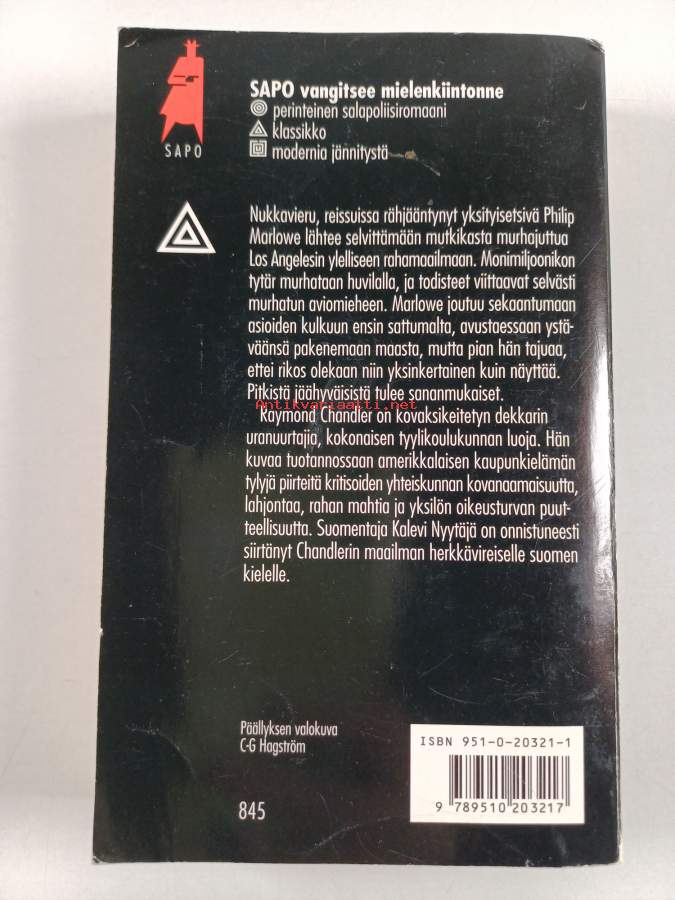 SAPO vangitsee mielenkiintonne
perinteinen salapoliisiromaani
klassikko
modernia jännitystä
SAPO
Nukkavieru, reissuissa rähjääntynyt yksityisetsivä Philip
Marlowe lähtee selvittämään mutkikasta murhajuttua
Los Angelesin ylelliseen rahamaailmaan. Monimiljoonikon
tytär murhataan huvilalla, ja todisteet viittaavat selvästi
murhatun aviomieheen. Marlowe joutuu sekaantumaan
asioiden kulkuun ensin sattumalta, avustaessaan ystä-
väänsä pakenemaan maasta, mutta pian hän tajuaa,
ettei rikos olekaan niin yksinkertainen kuin näyttää.
Pitkistä jäähyväisistä tulee sananmukaiset.
Antikvariaatti.net
Raymond Chandler on kovaksikeitetyn dekkarin
uranuurtajia, kokonaisen tyylikoulukunnan luoja. Hän
kuvaa tuotannossaan amerikkalaisen kaupunkielämän
tylyjä piirteitä kritisoiden yhteiskunnan kovanaamaisuutta,
lahjontaa, rahan mahtia ja yksilön oikeusturvan puut-
teellisuutta. Suomentaja Kalevi Nyytäjä on onnistuneesti
siirtänyt Chandlerin maailman herkkävireiselle suomen
kielelle.
Päällyksen valokuva
C-G Hagström
ISBN 951-0-20321-1
9 789510 203217
845